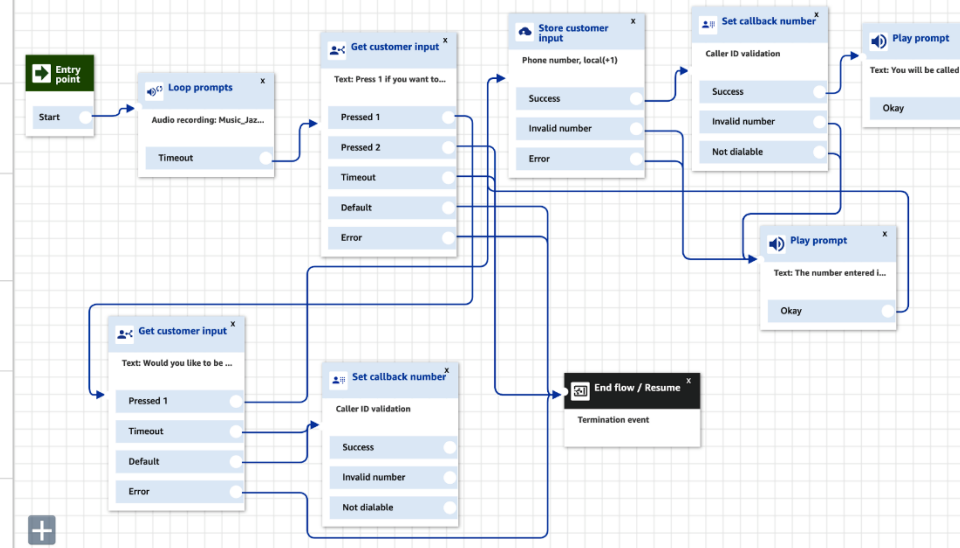 Entry
point
Start
Loop prompts
x
Audio recording: Music_Jaz...
Timeout
Get customer input
x
Text: Press 1 if you want to...
Pressed 1
Pressed 2
Timeout
Default
Error
Store customer
input
x
Phone number, local(+1)
Success
Invalid number
Error
Set callback number
x
Caller ID validation
Success
Invalid number
Not dialable
Play prompt
Text: You will be called
Okay
Play prompt
x
Text: The number entered i...
Okay
Get customer input
x
Text: Would you like to be ...
Pressed 1
Timeout
Default
Error
Set callback number
x
Caller ID validation
Success
Invalid number
Not dialable
End flow / Resume
x
Termination event